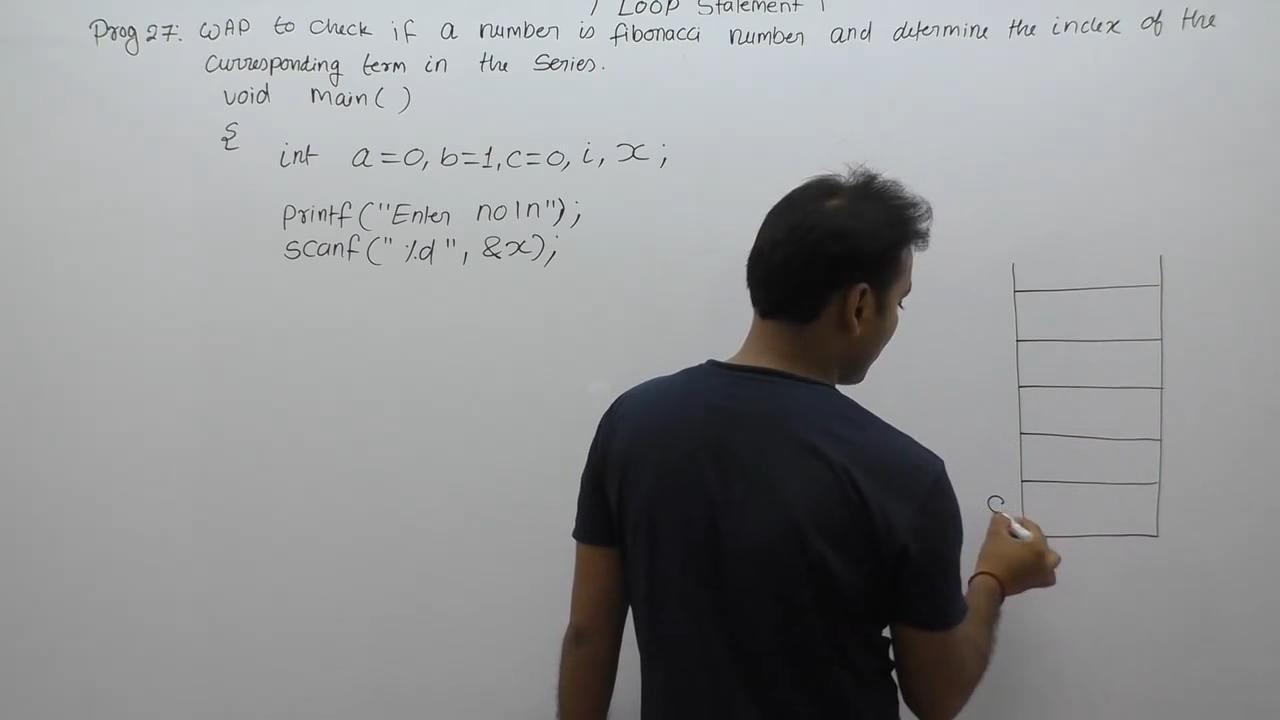 LOOP Statement
Prog 27: WAP to check if a number is fibonacci number and determine the index of the
Curresponding term in the Series.
void main( )
{
int a=0, b=1, c=0, i, x;
printf("Enter no\n");
scanf("%d", &x);